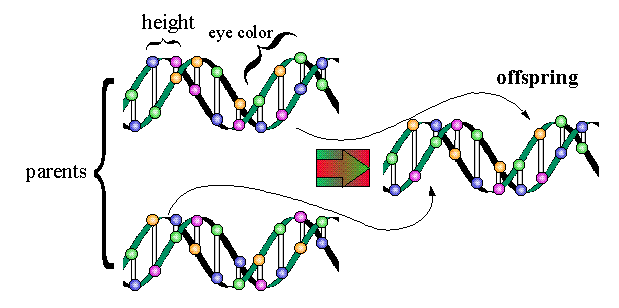 height
eye color
offspring
parents